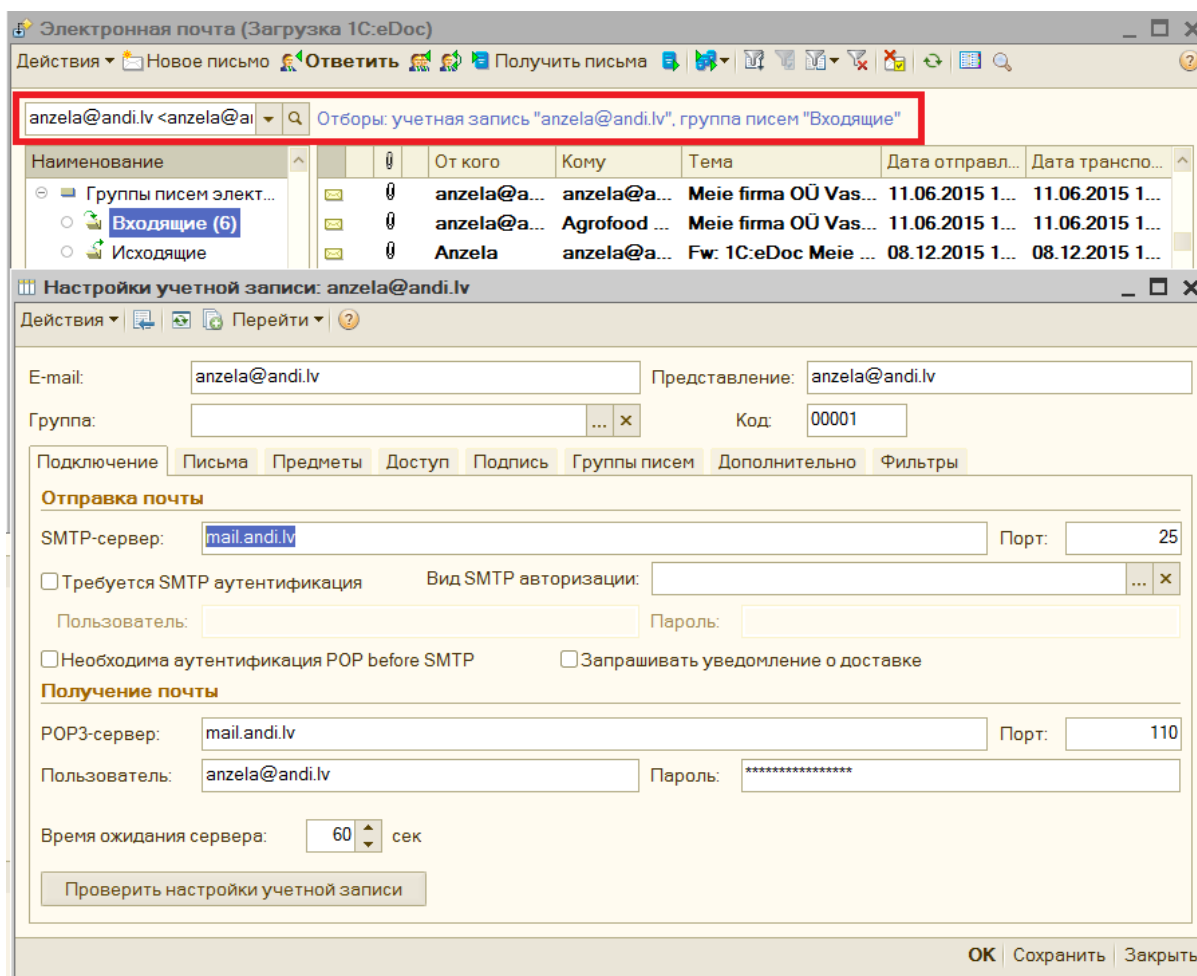 Электронная почта (Загрузка 1C:eDoc)
Действия Новое письмо Ответить Получить письма
anzela@andi.lv <anzela@ai Отборы: учетная запись "anzela@andi.lv", группа писем "Входящие"
Наименование От кого Кому Тема Дата отправл... Дата транспо...
Группы писем элект... anzela@a... anzela@a... Meie firma OÜ Vas... 11.06.2015 1... 11.06.2015 1...
Входящие (6) anzela@a... Agrofood ... Meie firma OÜ Vas... 11.06.2015 1... 11.06.2015 1...
Исходящие Anzela anzela@a... Fw: 1C:eDoc Meie ... 08.12.2015 1... 08.12.2015 1...
Настройки учетной записи: anzela@andi.lv
Действия Перейти
E-mail: anzela@andi.lv Представление: anzela@andi.lv
Группа: ... Код: 00001
Подключение Письма Предметы Доступ Подпись Группы писем Дополнительно Фильтры
Отправка почты
SMTP-сервер: mail.andi.lv Порт: 25
Требуется SMTP аутентификация Вид SMTP авторизации: ...
Пользователь: Пароль:
Необходима аутентификация POP before SMTP Запрашивать уведомление о доставке
Получение почты
POP3-сервер: mail.andi.lv Порт: 110
Пользователь: anzela@andi.lv Пароль: ****************
Время ожидания сервера: 60 сек
Проверить настройки учетной записи
OK Сохранить Закрыть